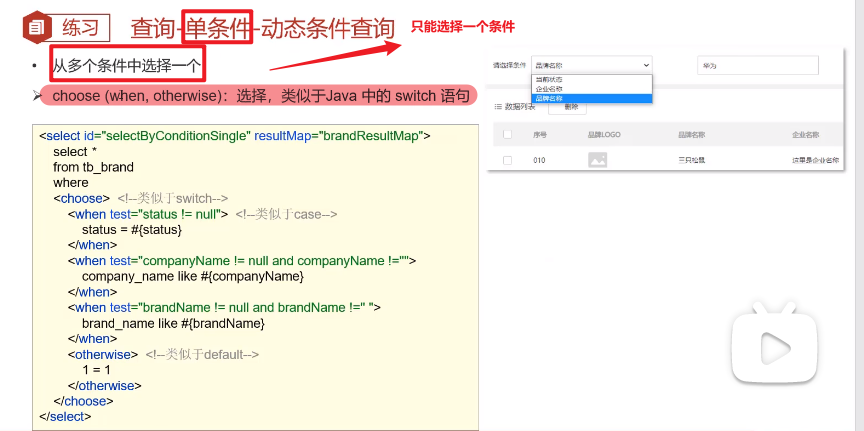 练习
查询-单条件-动态条件查询
只能选择一个条件
• 从多个条件中选择一个
➢ choose (when, otherwise)：选择，类似于Java 中的 switch 语句
<select id="selectByConditionSingle" resultMap="brandResultMap">
select *
from tb_brand
where
<choose> <!--类似于switch-->
<when test="status != null"> <!--类似于case-->
status = #{status}
</when>
<when test="companyName != null and companyName !=''">
company_name like #{companyName}
</when>
<when test="brandName != null and brandName !=' '">
brand_name like #{brandName}
</when>
<otherwise> <!--类似于default-->
1 = 1
</otherwise>
</choose>
</select>
请选择条件 品牌名称 华为
当前状态
企业名称
品牌名称
数据列表 删除
序号 品牌LOGO 品牌名称 企业名称
010 三只松鼠 这里是企业名称